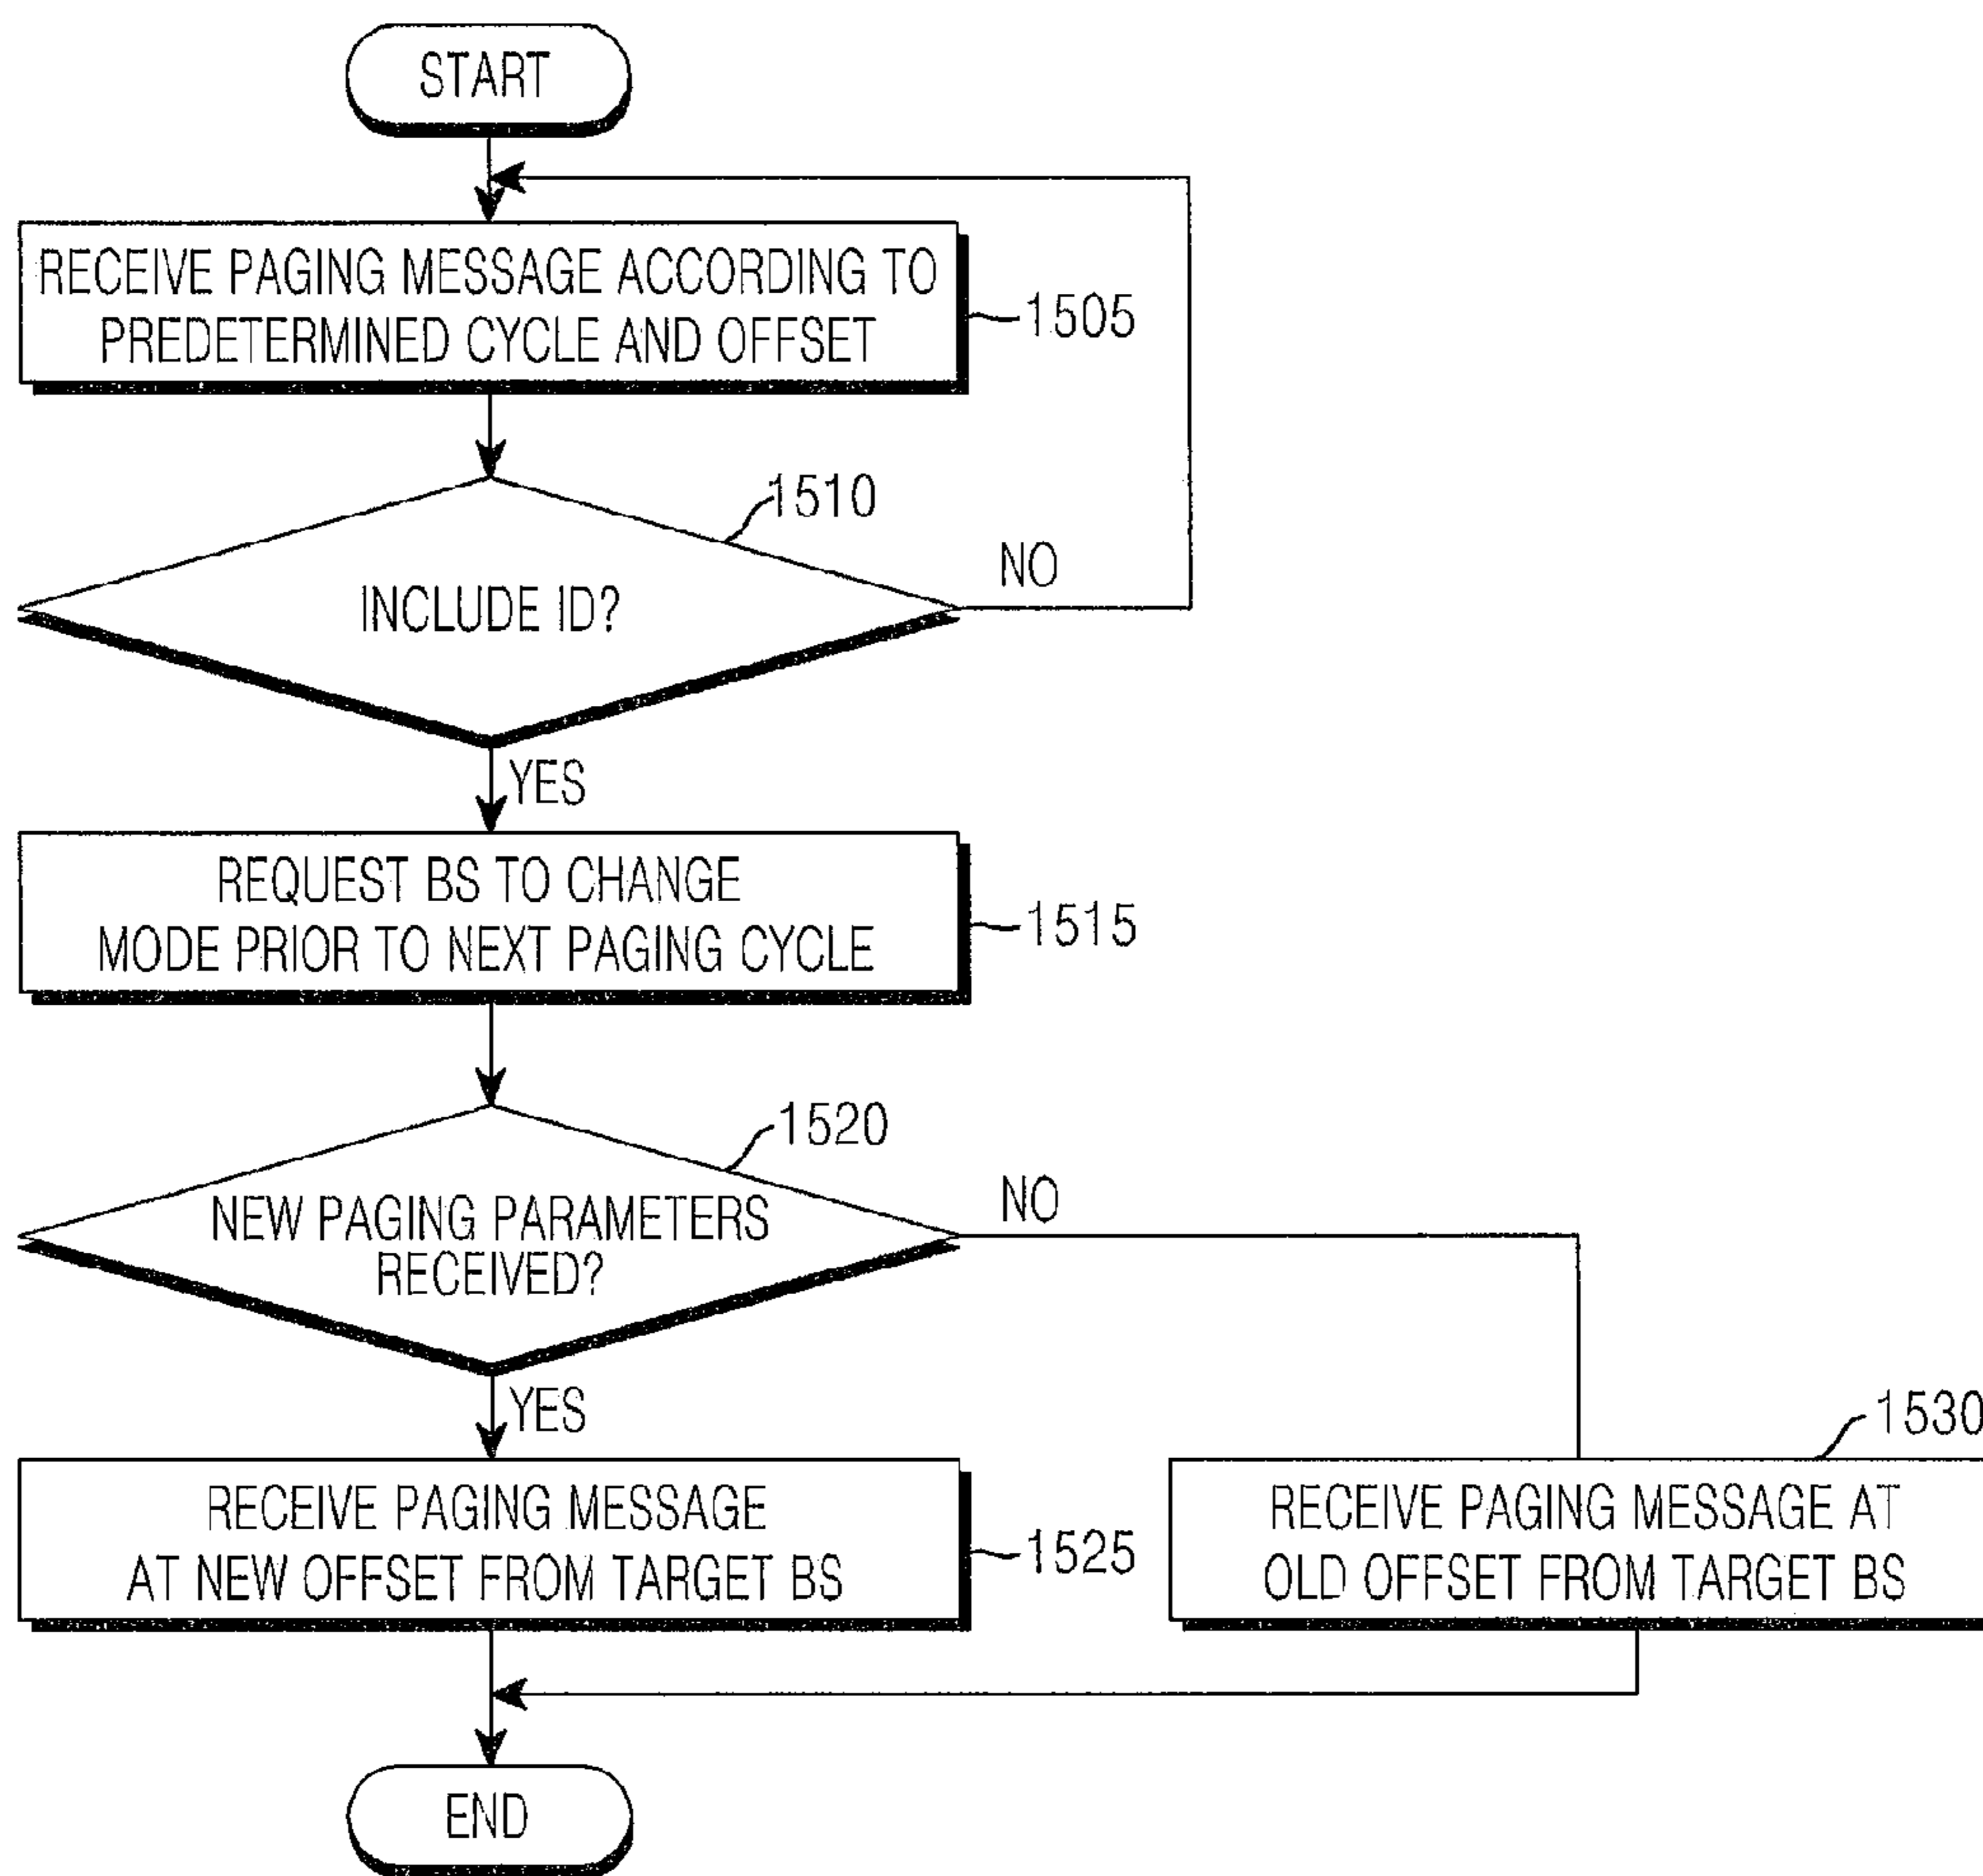 START
RECEIVE PAGING MESSAGE ACCORDING TO
PREDETERMINED CYCLE AND OFFSET
1505
1510
INCLUDE ID?
NO
YES
REQUEST BS TO CHANGE
MODE PRIOR TO NEXT PAGING CYCLE
1515
1520
NEW PAGING PARAMETERS
RECEIVED?
NO
YES
1530
RECEIVE PAGING MESSAGE
AT NEW OFFSET FROM TARGET BS
1525
RECEIVE PAGING MESSAGE AT
OLD OFFSET FROM TARGET BS
END